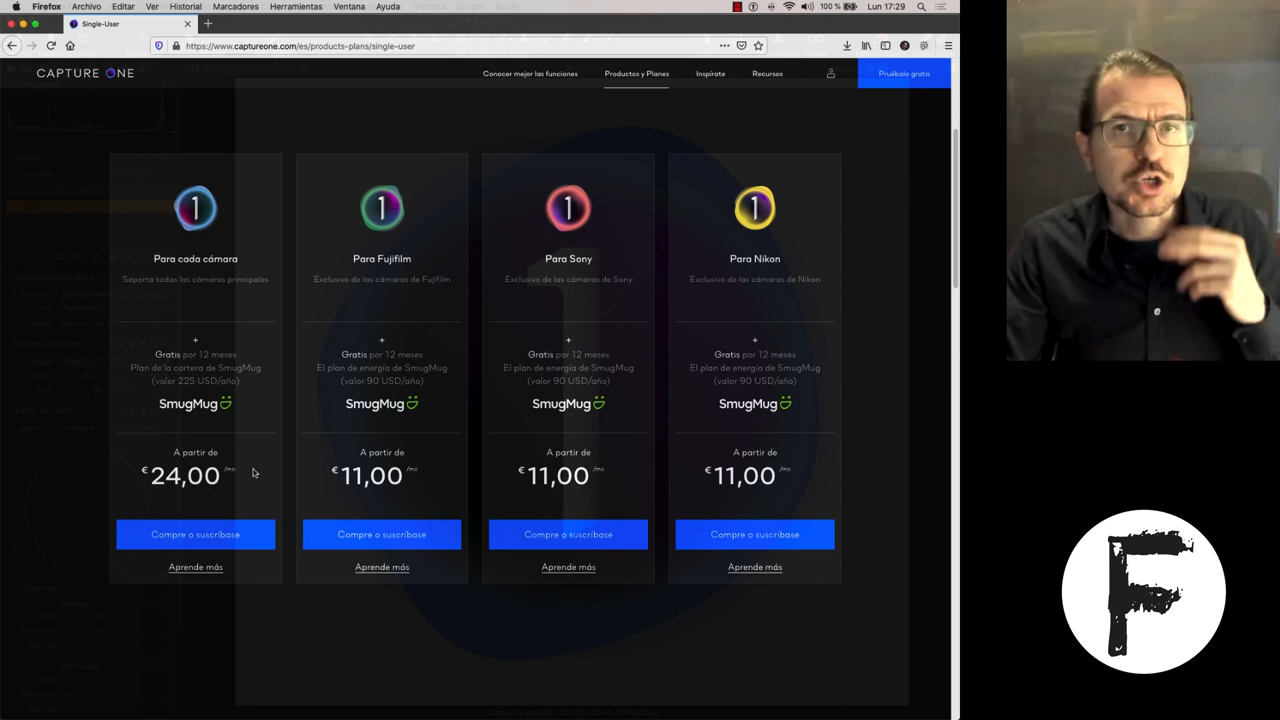 Firefox Archivo Editar Ver Historial Marcadores Herramientas Ventana Ayuda 100 % Lun 17:29
Single-User
https://www.captureone.com/es/products-plans/single-user
CAPTURE ONE Conocer mejor las funciones Productos y Planes Inspírate Recursos Pruébalo gratis
1 1 1 1
Para cada cámara Para Fujifilm Para Sony Para Nikon
Soporta todas las cámaras principales Exclusivo de las cámaras de Fujifilm Exclusivo de las cámaras de Sony Exclusivo de las cámaras de Nikon
+ + + +
Gratis por 12 meses Gratis por 12 meses Gratis por 12 meses Gratis por 12 meses
Plan de la cartera de SmugMug El plan de energía de SmugMug El plan de energía de SmugMug El plan de energía de SmugMug
(valor 225 USD/año) (valor 90 USD/año) (valor 90 USD/año) (valor 90 USD/año)
SmugMug SmugMug SmugMug SmugMug
A partir de A partir de A partir de A partir de
€24,00/mo €11,00/mo €11,00/mo €11,00/mo
Compre o suscríbase Compre o suscríbase Compre o suscríbase Compre o suscríbase
Aprende más Aprende más Aprende más Aprende más
F